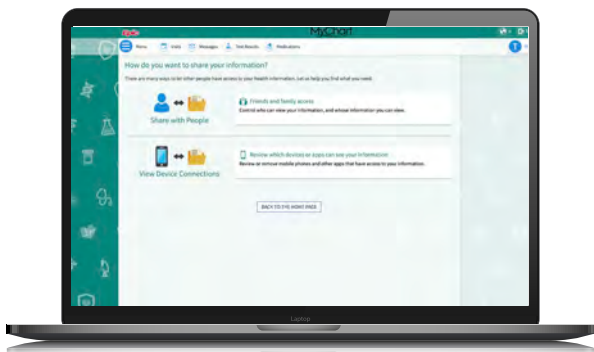 Epic
MyChart
Menu Visits Messages Test Results Medications
How do you want to share your information?
There are many ways to let other people have access to your health information. Let us help you find what you need.
Share with People
Friends and family access
Control who can view your information, and whose information you can view.
View Device Connections
Review which devices or apps can see your information
Review or remove mobile phones and other apps that have access to your information.
BACK TO THE HOME PAGE
Laptop